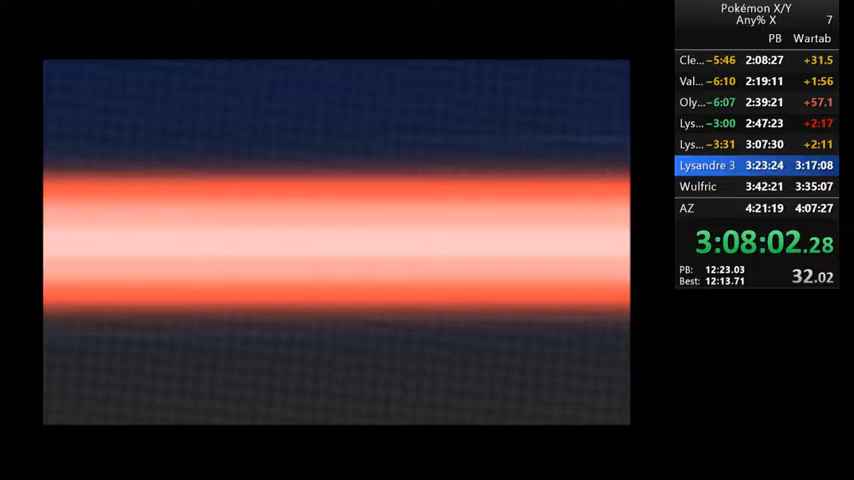 Pokémon X/Y
Any% X 7
PB Wartab
Cle... −5:46 2:08:27 +31.5
Val... −6:10 2:19:11 +1:56
Oly... −6:07 2:39:21 +57.1
Lys... −3:00 2:47:23 +2:17
Lys... −3:31 3:07:30 +2:11
Lysandre 3 3:23:24 3:17:08
Wulfric 3:42:21 3:35:07
AZ 4:21:19 4:07:27
3:08:02.28
PB: 12:23.03
Best: 12:13.71
32.02